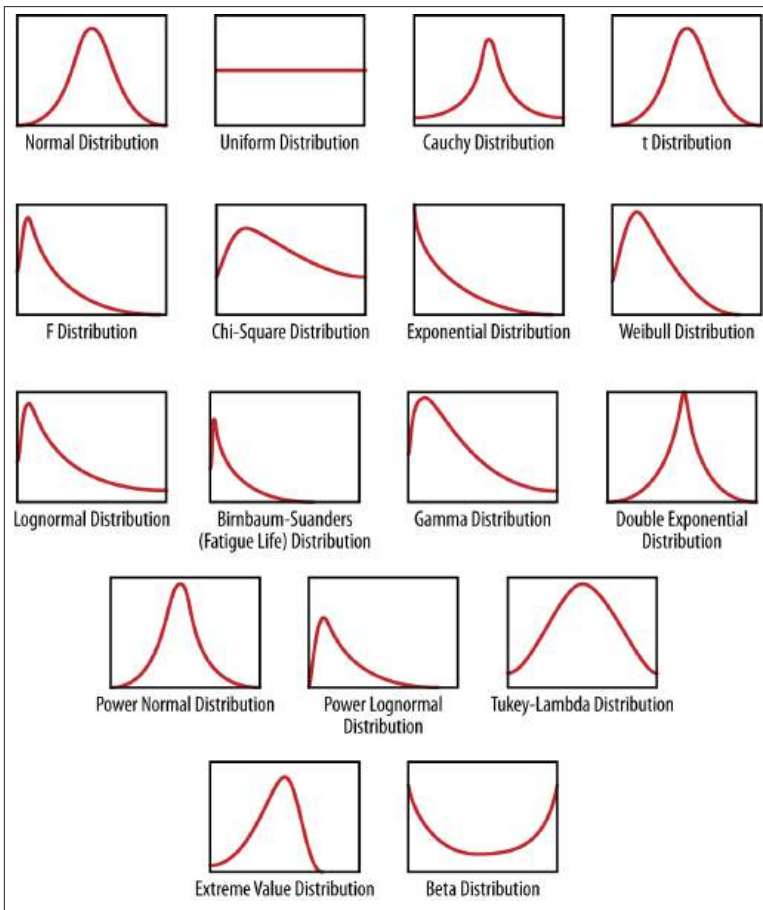 Normal Distribution
Uniform Distribution
Cauchy Distribution
t Distribution
F Distribution
Chi-Square Distribution
Exponential Distribution
Weibull Distribution
Lognormal Distribution
Birnbaum-Suanders
(Fatigue Life) Distribution
Gamma Distribution
Double Exponential
Distribution
Power Normal Distribution
Power Lognormal
Distribution
Tukey-Lambda Distribution
Extreme Value Distribution
Beta Distribution